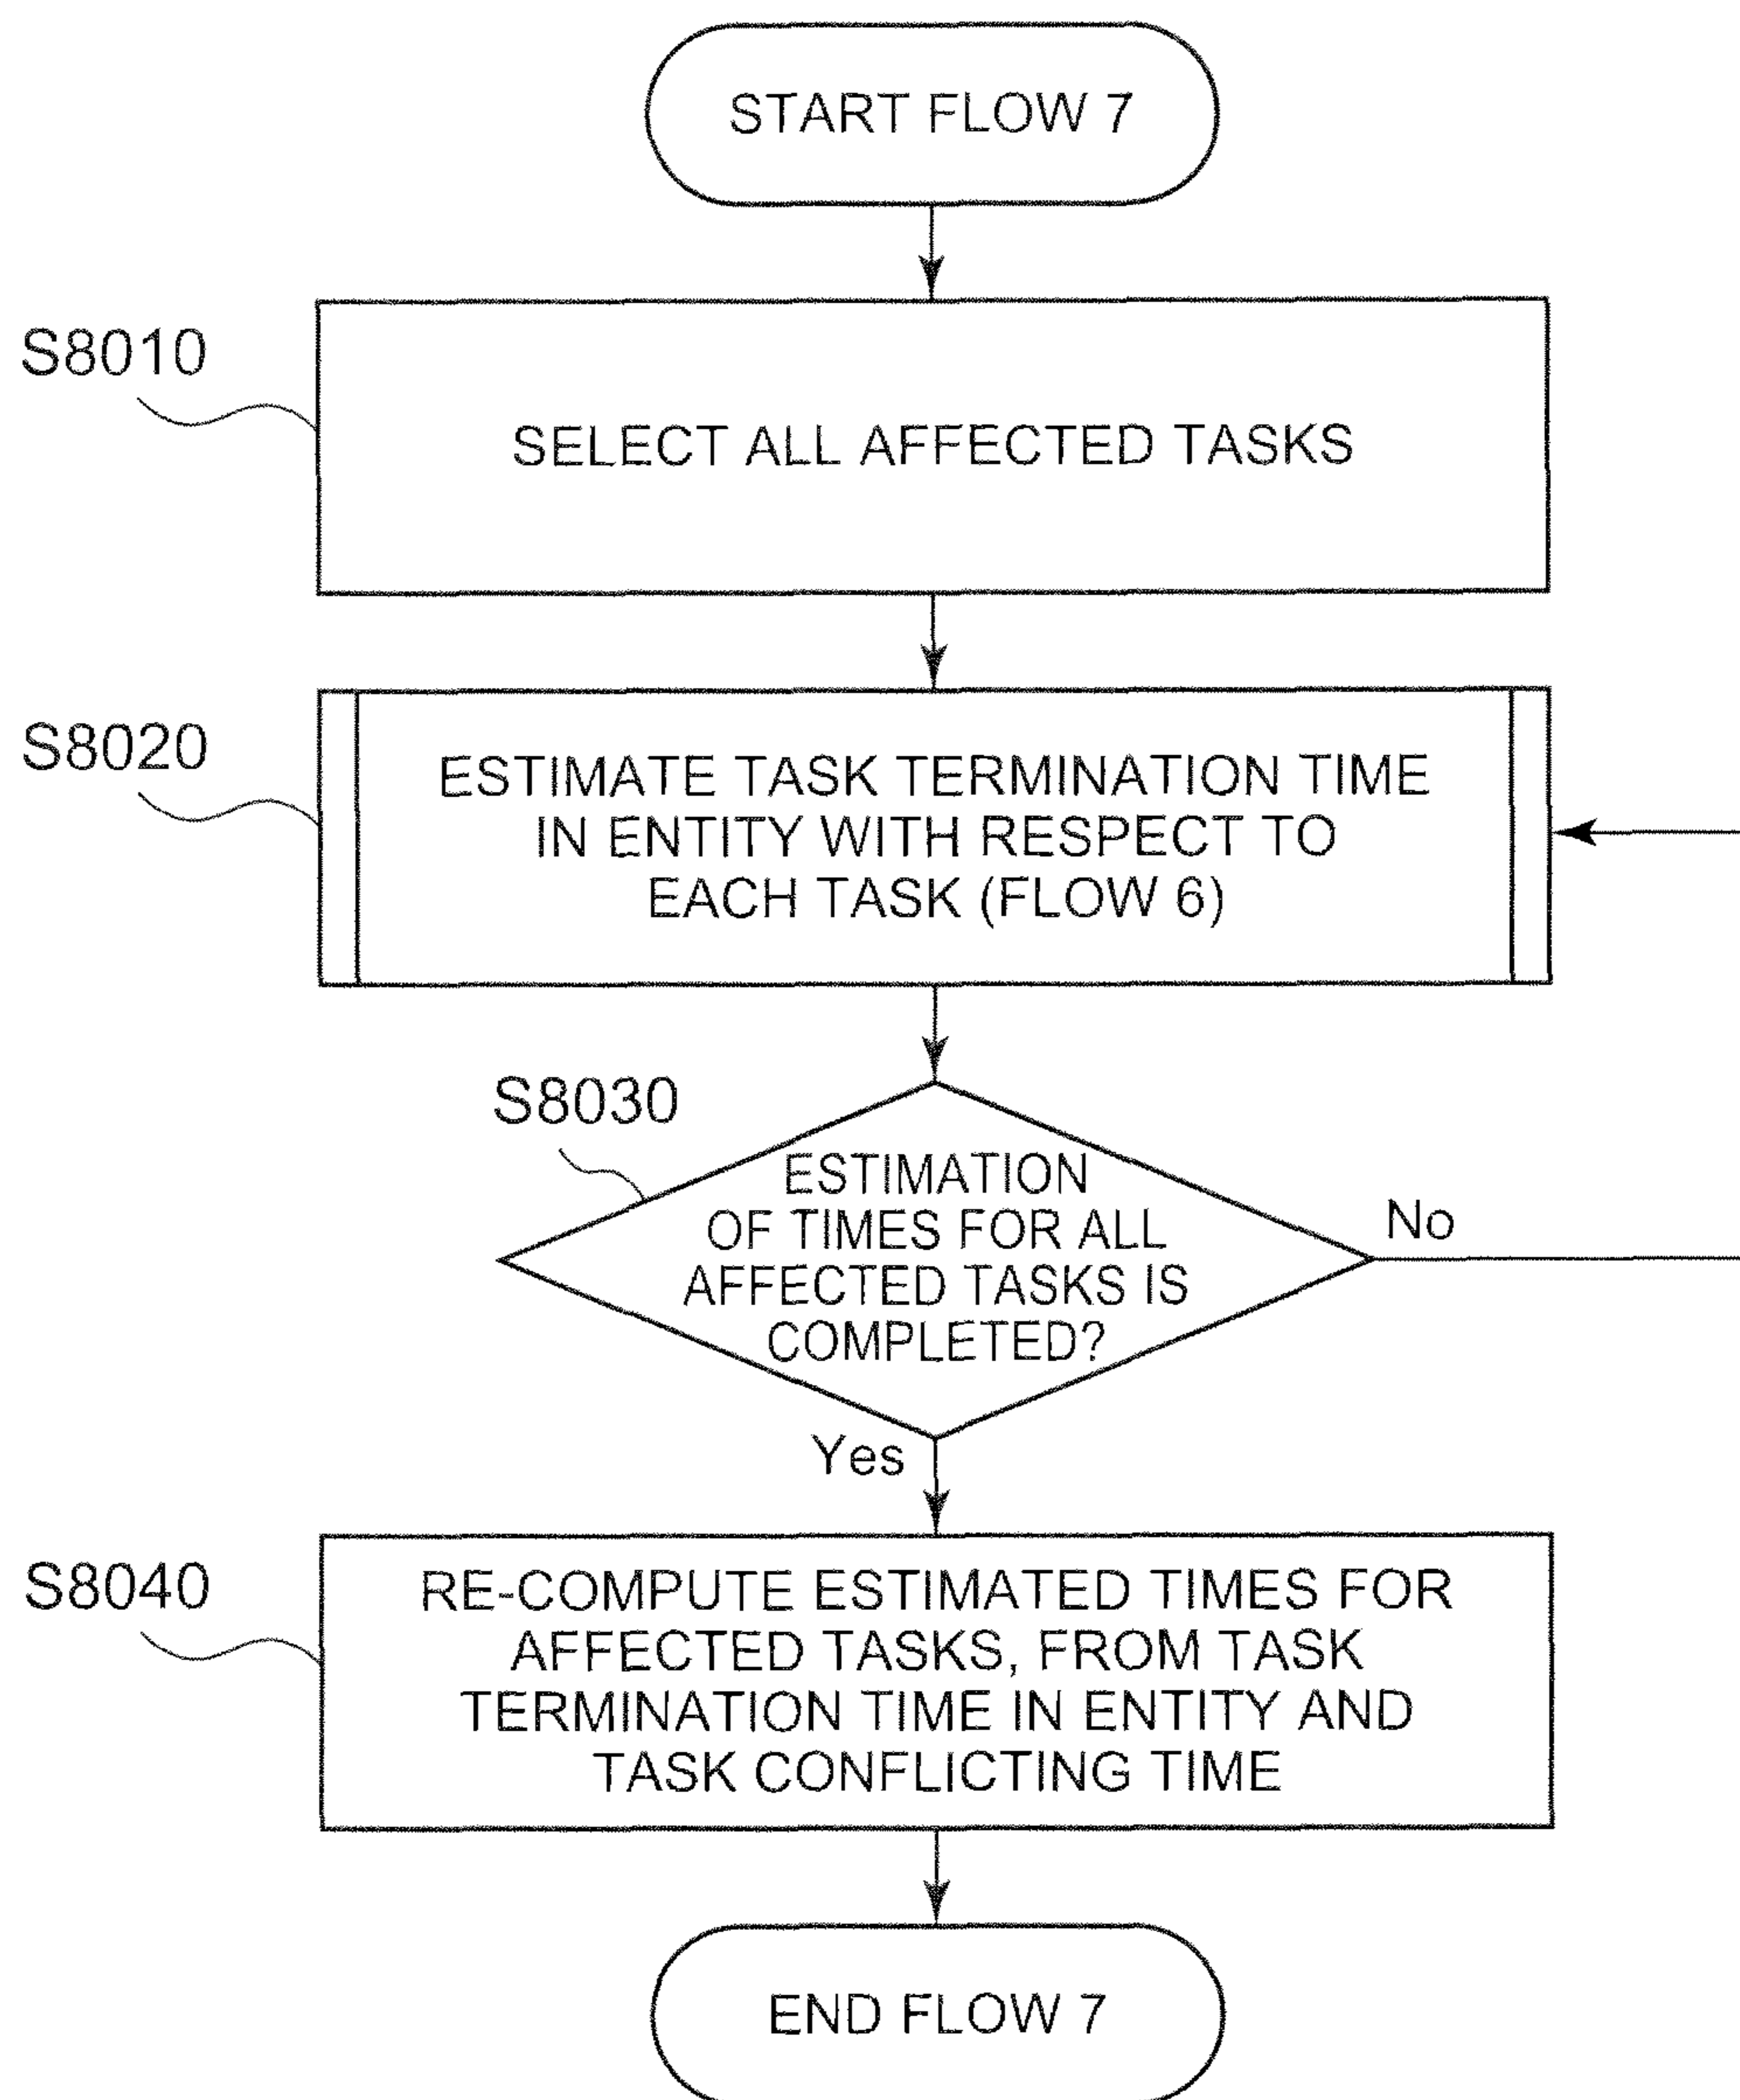 START FLOW 7
S8010
SELECT ALL AFFECTED TASKS
S8020
ESTIMATE TASK TERMINATION TIME
IN ENTITY WITH RESPECT TO
EACH TASK (FLOW 6)
S8030
ESTIMATION
OF TIMES FOR ALL
AFFECTED TASKS IS
COMPLETED?
No
Yes
S8040
RE-COMPUTE ESTIMATED TIMES FOR
AFFECTED TASKS, FROM TASK
TERMINATION TIME IN ENTITY AND
TASK CONFLICTING TIME
END FLOW 7